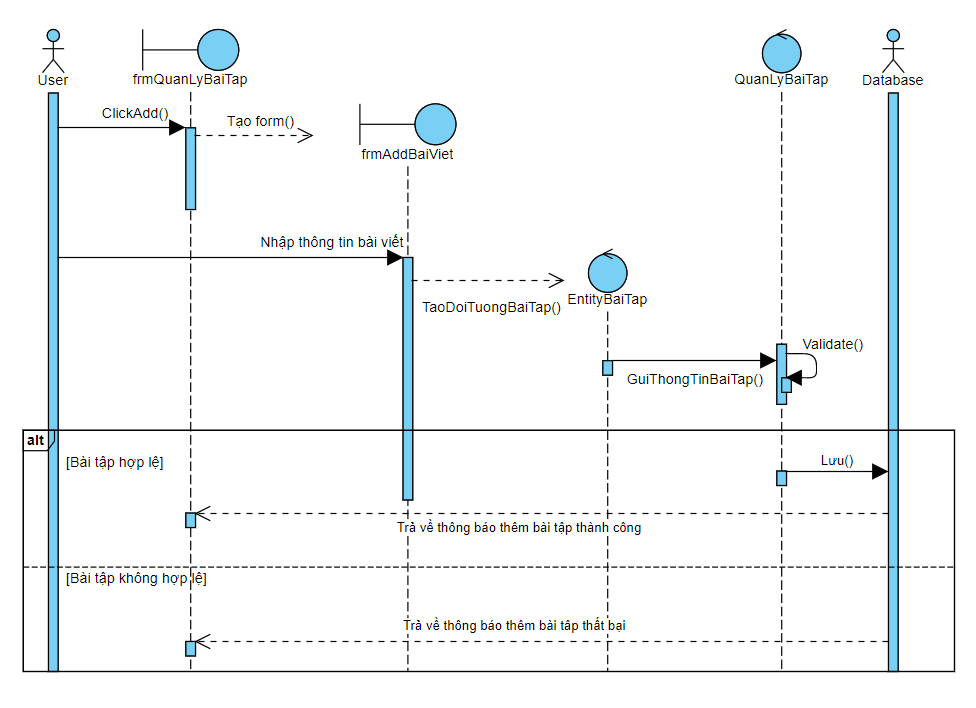 User
frmQuanLyBaiTap
QuanLyBaiTap
Database
ClickAdd()
Tạo form()
frmAddBaiViet
Nhập thông tin bài viết
TaoDoiTuongBaiTap()
EntityBaiTap
Validate()
GuiThongTinBaiTap()
alt
[Bài tập hợp lệ]
Lưu()
Trả về thông báo thêm bài tập thành công
[Bài tập không hợp lệ]
Trả về thông báo thêm bài tâp thất bại